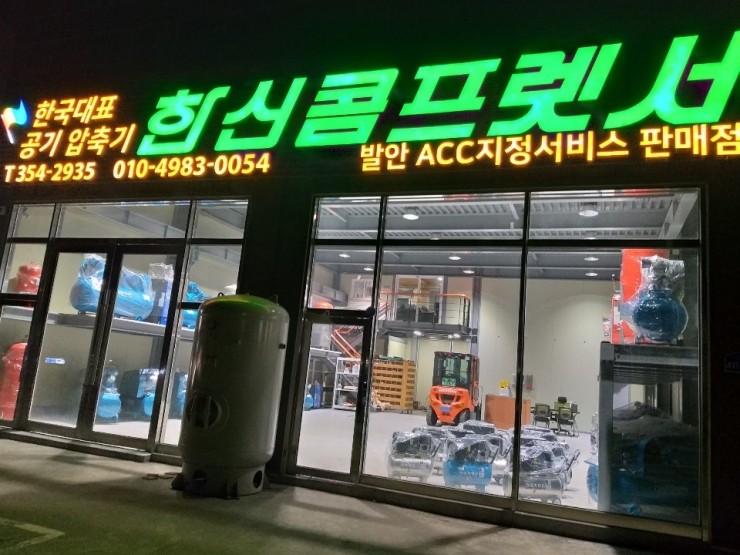 한국대표
공기 압축기
한신콤프렛서
T 354-2935 010-4983-0054
발안 ACC지정서비스 판매점